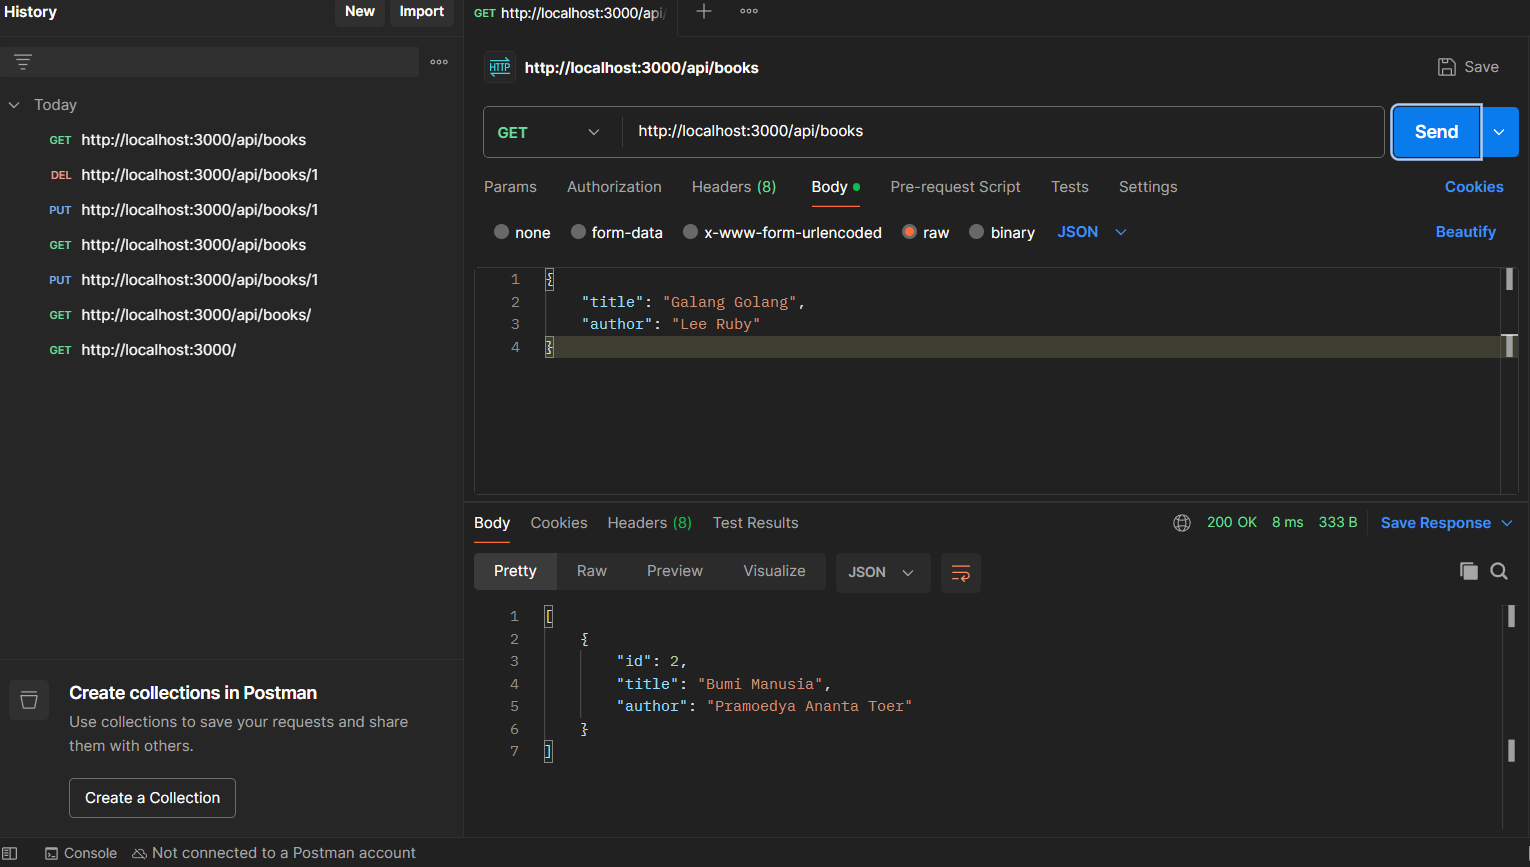 History
New
Import
Today
GET http://localhost:3000/api/books
DEL http://localhost:3000/api/books/1
PUT http://localhost:3000/api/books/1
GET http://localhost:3000/api/books
PUT http://localhost:3000/api/books/1
GET http://localhost:3000/api/books/
GET http://localhost:3000/
Create collections in Postman
Use collections to save your requests and share
them with others.
Create a Collection
GET http://localhost:3000/api/
HTTP http://localhost:3000/api/books
Save
GET http://localhost:3000/api/books
Send
Params Authorization Headers (8) Body Pre-request Script Tests Settings Cookies
none form-data x-www-form-urlencoded raw binary JSON Beautify
1 {
2 "title": "Galang Golang",
3 "author": "Lee Ruby"
4 }
Body Cookies Headers (8) Test Results 200 OK 8 ms 333 B Save Response
Pretty Raw Preview Visualize JSON
1 [
2 {
3 "id": 2,
4 "title": "Bumi Manusia",
5 "author": "Pramoedya Ananta Toer"
6 }
7 ]
Console Not connected to a Postman account